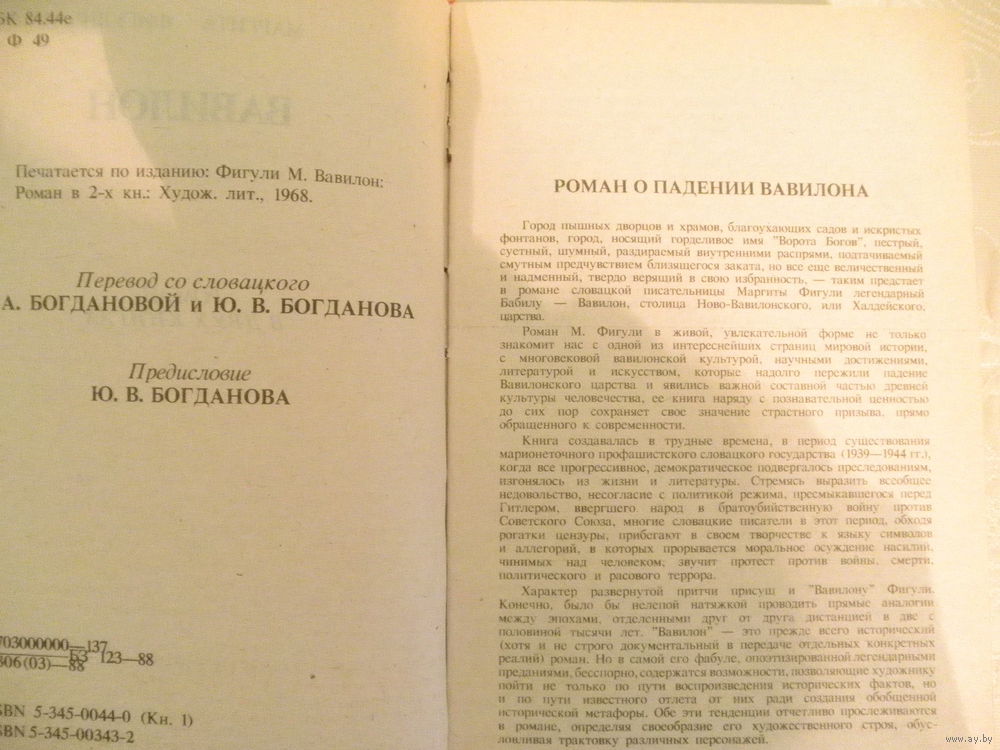 БК 84.44е
Ф 49
ВАВИЛОН
Печатается по изданию: Фигули М. Вавилон:
Роман в 2-х кн.: Худож. лит., 1968.
Перевод со словацкого
А. БОГДАНОВОЙ и Ю. В. БОГДАНОВА
Предисловие
Ю. В. БОГДАНОВА
703000000—137
306(03)—88
БЗ 123—88
SBN 5-345-0044-0 (Кн. 1)
SBN 5-345-00343-2
РОМАН О ПАДЕНИИ ВАВИЛОНА
Город пышных дворцов и храмов, благоухающих садов и искристых
фонтанов, город, носящий горделивое имя "Ворота Богов", пестрый,
суетный, шумный, раздираемый внутренними распрями, подтачиваемый
смутным предчувствием близящегося заката, но все еще величественный
и надменный, твердо верящий в свою избранность, — таким предстает
в романе словацкой писательницы Маргиты Фигули легендарный
Бабилу — Вавилон, столица Ново-Вавилонского, или Халдейского,
царства.
Роман М. Фигули в живой, увлекательной форме не только
знакомит нас с одной из интереснейших страниц мировой истории,
с многовековой вавилонской культурой, научными достижениями,
литературой и искусством, которые надолго пережили падение
Вавилонского царства и явились важной составной частью древней
культуры человечества, ее книга наряду с познавательной ценностью
до сих пор сохраняет свое значение страстного призыва, прямо
обращенного к современности.
Книга создавалась в трудные времена, в период существования
марионеточного профашистского словацкого государства (1939—1944 гг.),
когда все прогрессивное, демократическое подвергалось преследованиям,
изгонялось из жизни и литературы. Стремясь выразить всеобщее
недовольство, несогласие с политикой режима, пресмыкавшегося перед
Гитлером, ввергшего народ в братоубийственную войну против
Советского Союза, многие словацкие писатели в этот период, обходя
рогатки цензуры, прибегают в своем творчестве к языку символов
и аллегорий, в которых прорывается моральное осуждение насилий,
чинимых над человеком, звучит протест против войны, смерти,
политического и расового террора.
Характер развернутой притчи присущ и "Вавилону" Фигули.
Конечно, было бы нелепой натяжкой проводить прямые аналогии
между эпохами, отделенными друг от друга дистанцией в две с
половиной тысячи лет. "Вавилон" — это прежде всего исторический
(хотя и не строго документальный в передаче отдельных конкретных
реалий) роман. Но в самой его фабуле, опоэтизированной легендарными
преданиями, бесспорно, содержатся возможности, позволяющие художнику
пойти не только по пути воспроизведения исторических фактов, но
и по пути известного отлета от них ради создания обобщенной
исторической метафоры. Обе эти тенденции отчетливо прослеживаются
в романе, определяя своеобразие его художественного строя, обус-
ловливая трактовку различных персонажей.
www.ay.by